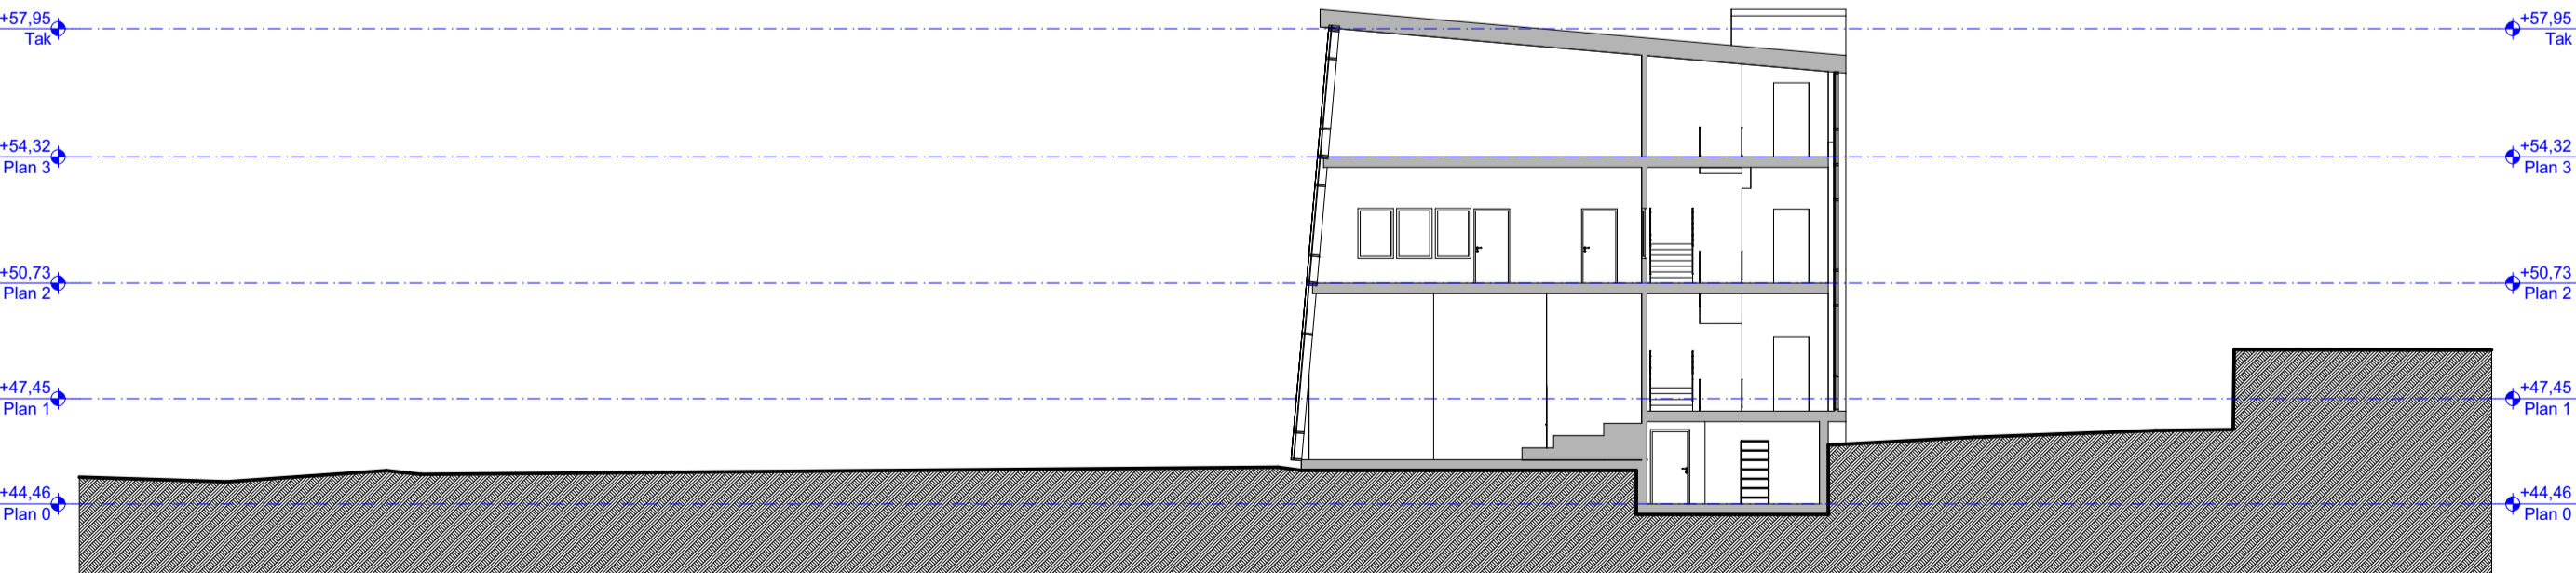 +57,95
Tak
+57,95
Tak
+54,32
Plan 3
+54,32
Plan 3
+50,73
Plan 2
+50,73
Plan 2
+47,45
Plan 1
+47,45
Plan 1
+44,46
Plan 0
+44,46
Plan 0